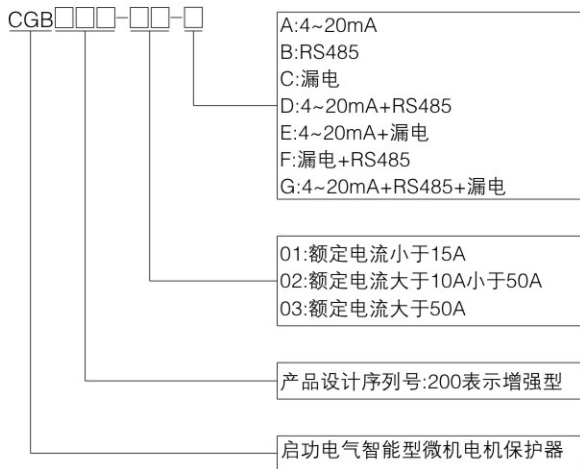 CGB□□□-□□-□
A:4~20mA
B:RS485
C:漏电
D:4~20mA+RS485
E:4~20mA+漏电
F:漏电+RS485
G:4~20mA+RS485+漏电
01:额定电流小于15A
02:额定电流大于10A小于50A
03:额定电流大于50A
产品设计序列号:200表示增强型
启功电气智能型微机电机保护器